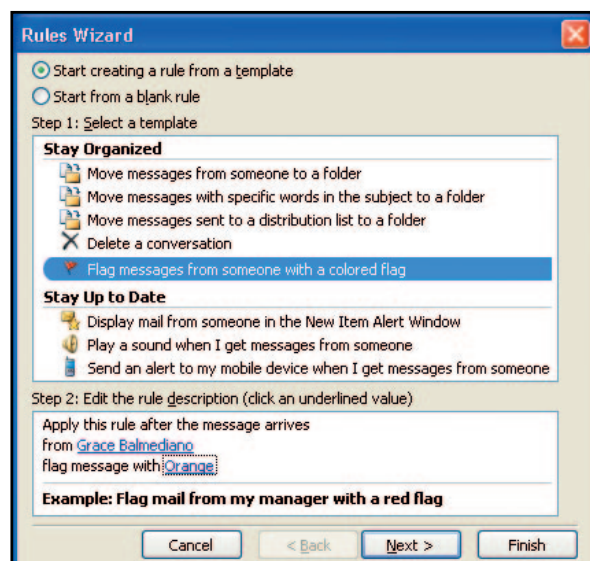 Rules Wizard
Start creating a rule from a template
Start from a blank rule
Step 1: Select a template
Stay Organized
Move messages from someone to a folder
Move messages with specific words in the subject to a folder
Move messages sent to a distribution list to a folder
Delete a conversation
Flag messages from someone with a colored flag
Stay Up to Date
Display mail from someone in the New Item Alert Window
Play a sound when I get messages from someone
Send an alert to my mobile device when I get messages from someone
Step 2: Edit the rule description (click an underlined value)
Apply this rule after the message arrives
from Grace Balmediano
flag message with Orange
Example: Flag mail from my manager with a red flag
Cancel < Back Next > Finish